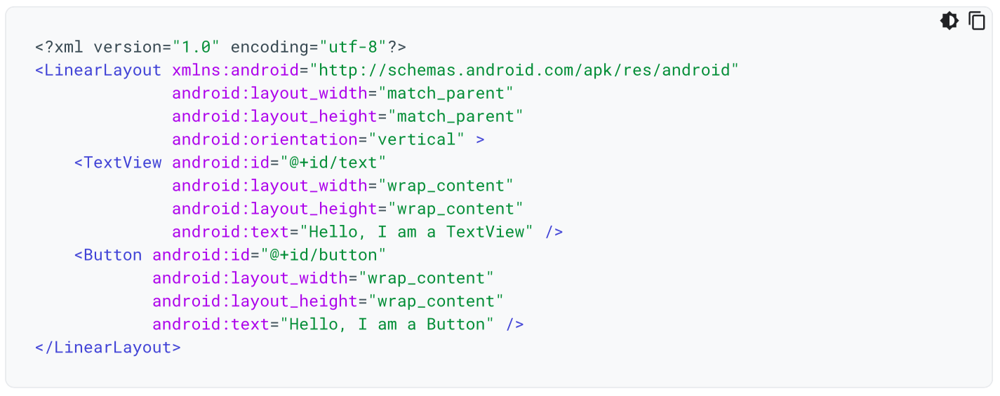 <?xml version="1.0" encoding="utf-8"?>
<LinearLayout xmlns:android="http://schemas.android.com/apk/res/android"
              android:layout_width="match_parent"
              android:layout_height="match_parent"
              android:orientation="vertical" >
    <TextView android:id="@+id/text"
              android:layout_width="wrap_content"
              android:layout_height="wrap_content"
              android:text="Hello, I am a TextView" />
    <Button android:id="@+id/button"
            android:layout_width="wrap_content"
            android:layout_height="wrap_content"
            android:text="Hello, I am a Button" />
</LinearLayout>